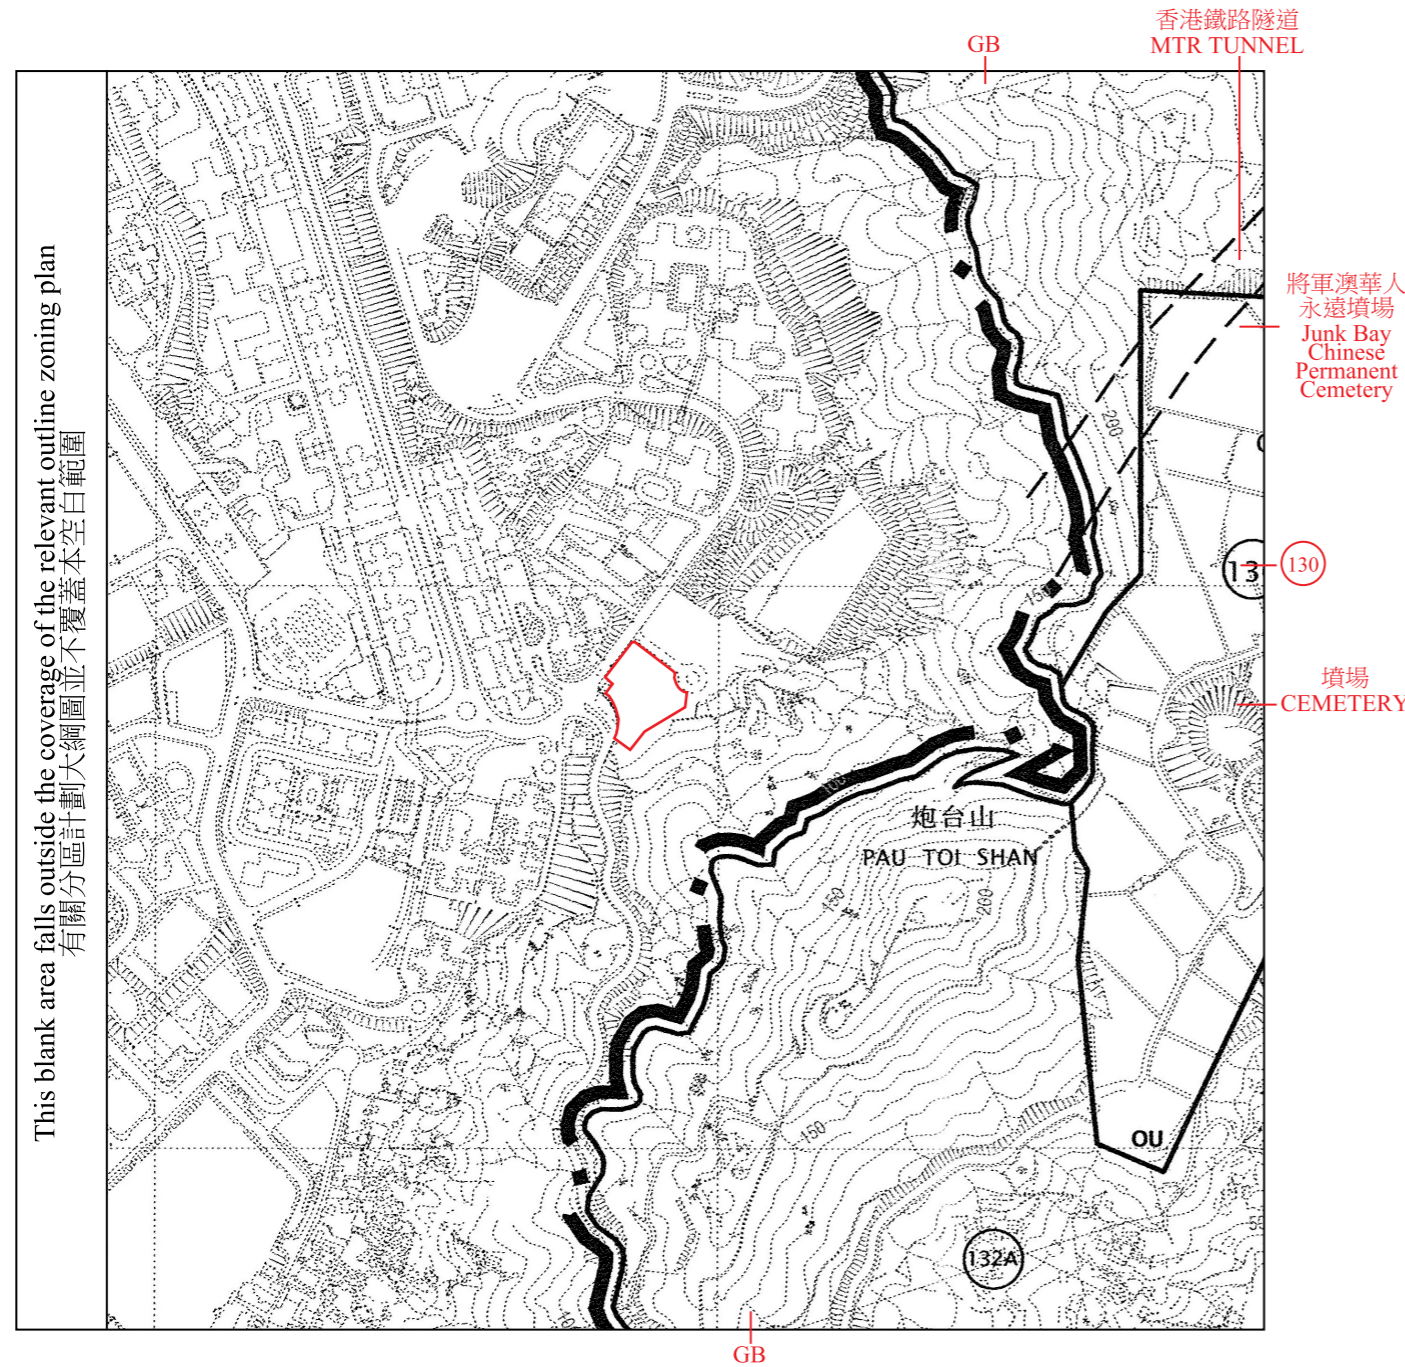 香港鐵路隧道
MTR TUNNEL
GB
This blank area falls outside the coverage of the relevant outline zoning plan
有關分區計劃大綱圖並不覆蓋本空白範圍
將軍澳華人
永遠墳場
Junk Bay
Chinese
Permanent
Cemetery
200
13
130
150
墳場
CEMETERY
100
炮台山
PAU TOI SHAN
150
200
150
OU
132A
GB